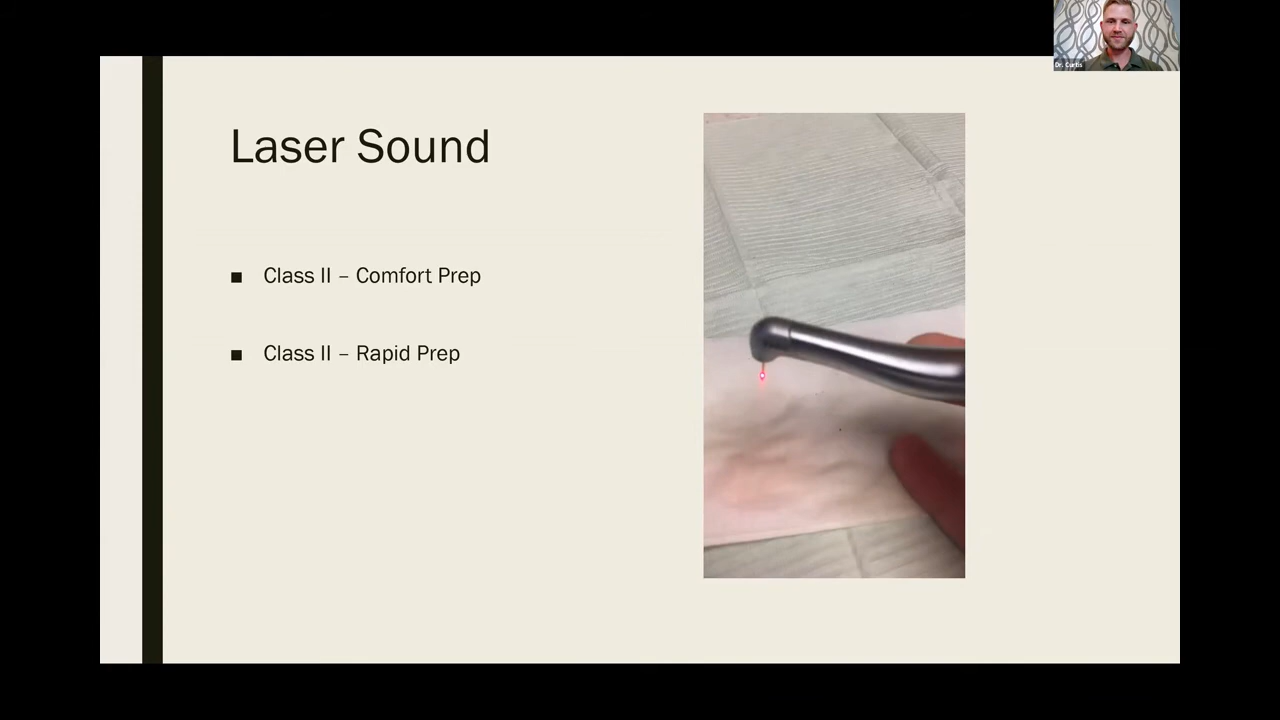 Dr. Curtis
Laser Sound
■ Class II – Comfort Prep
■ Class II – Rapid Prep